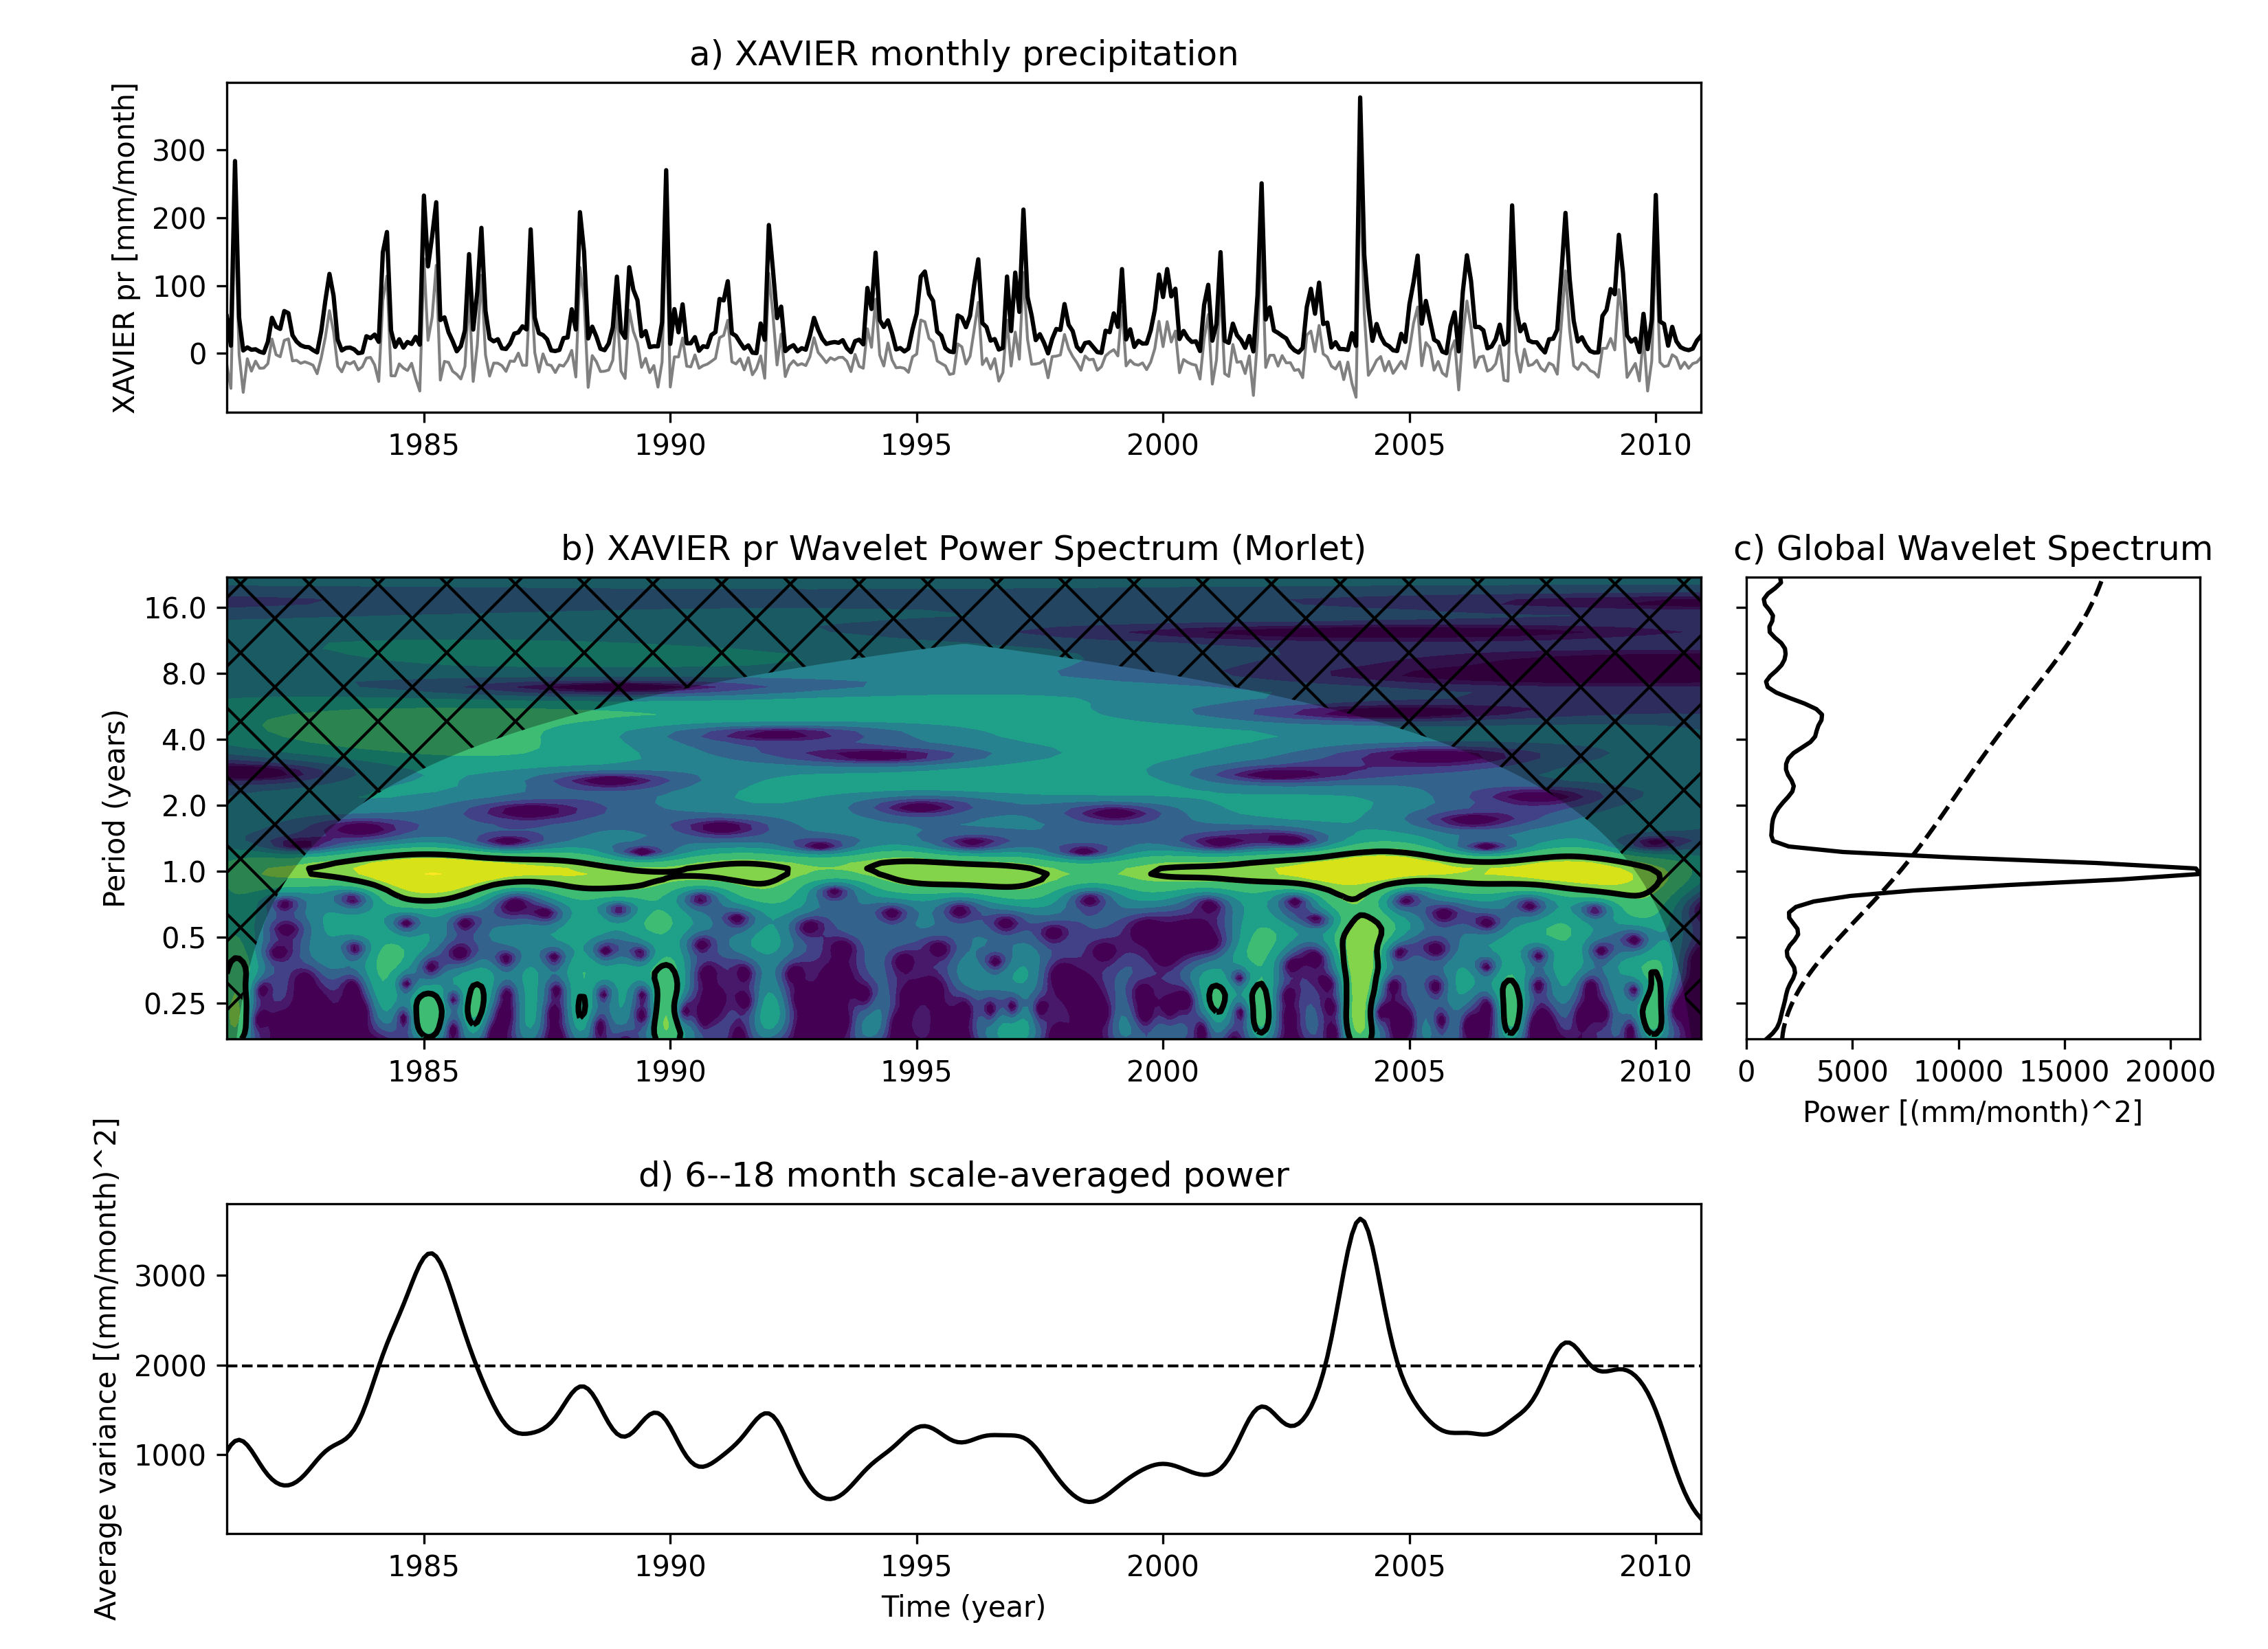 a) XAVIER monthly precipitation
XAVIER pr [mm/month]
300
200
100
0
1985 1990 1995 2000 2005 2010
b) XAVIER pr Wavelet Power Spectrum (Morlet)
c) Global Wavelet Spectrum
Period (years)
16.0
8.0
4.0
2.0
1.0
0.5
0.25
1985 1990 1995 2000 2005 2010
0 5000 10000 15000 20000
Power [(mm/month)^2]
d) 6--18 month scale-averaged power
Average variance [(mm/month)^2]
3000
2000
1000
1985 1990 1995 2000 2005 2010
Time (year)